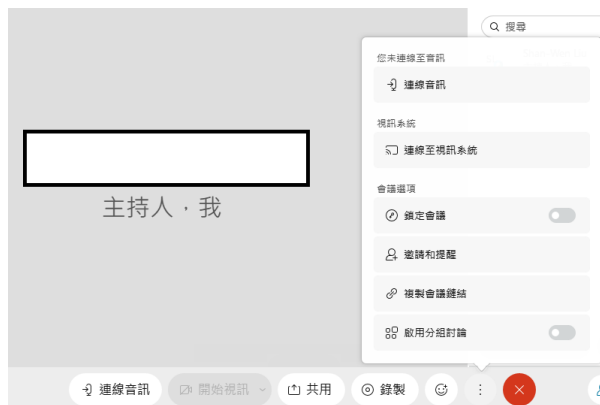 搜尋
您未連線至音訊
連線音訊
視訊系統
連線至視訊系統
會議選項
鎖定會議
邀請和提醒
複製會議鏈結
啟用分組討論
主持人 · 我
連線音訊
開始視訊
共用
錄製